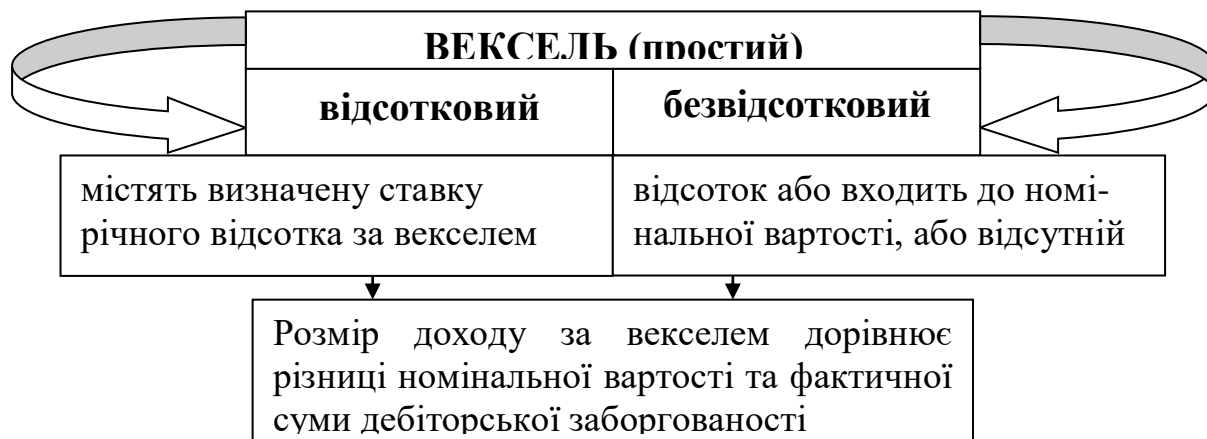 ВЕКСЕЛЬ (простий)
відсотковий
безвідсотковий
містять визначену ставку
річного відсотка за векселем
відсоток або входить до номі-
нальної вартості, або відсутній
Розмір доходу за векселем дорівнює
різниці номінальної вартості та фактичної
суми дебіторської заборгованості